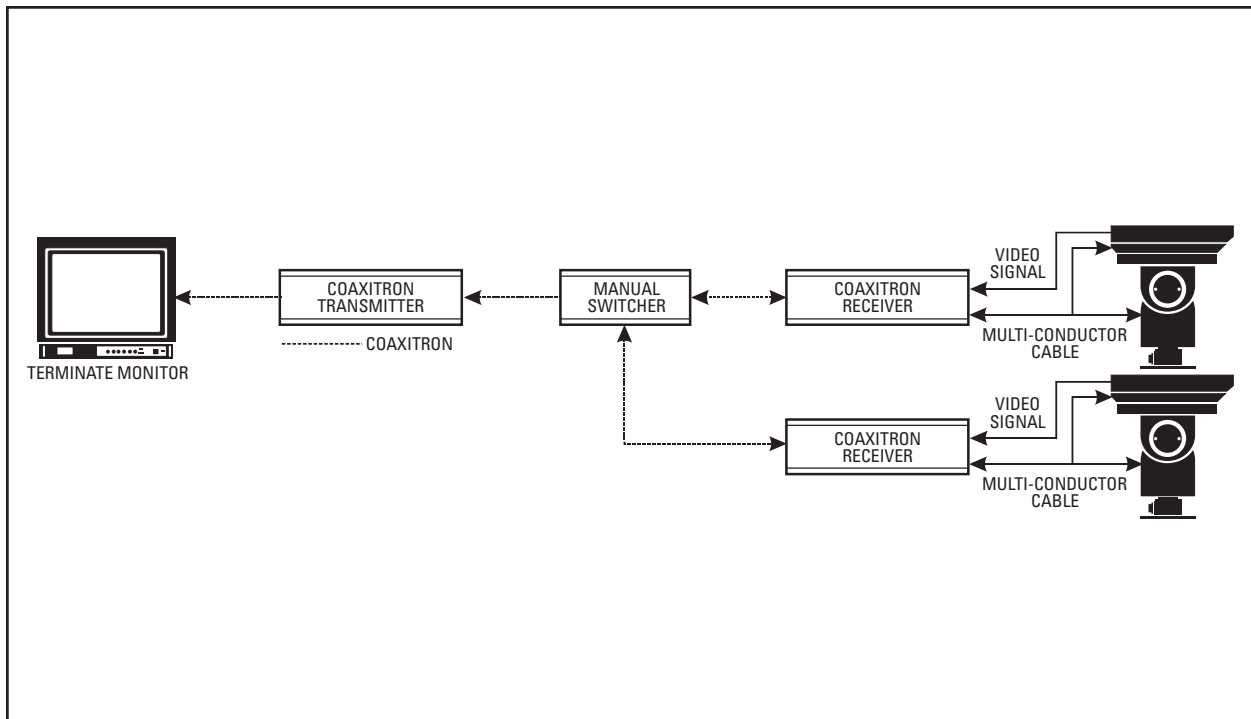 TERMINATE MONITOR
COAXITRON
TRANSMITTER
COAXITRON
MANUAL
SWITCHER
COAXITRON
RECEIVER
VIDEO
SIGNAL
MULTI-CONDUCTOR
CABLE
COAXITRON
RECEIVER
VIDEO
SIGNAL
MULTI-CONDUCTOR
CABLE